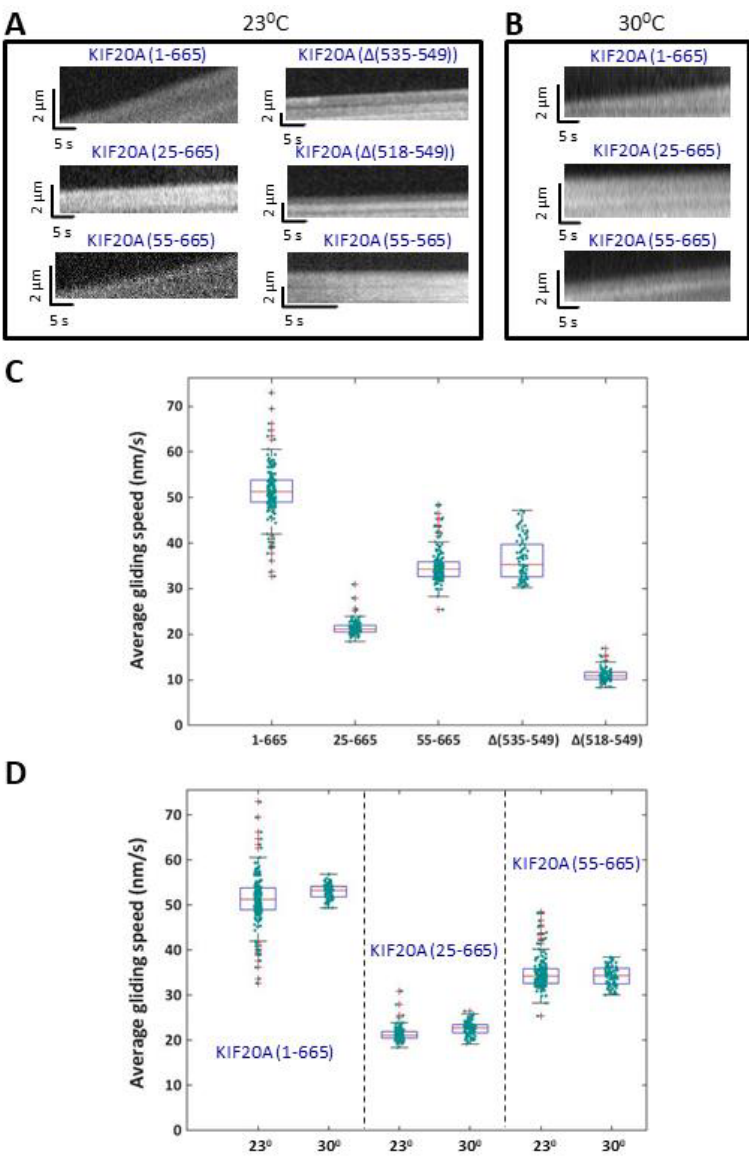 A 23⁰C
KIF20A (1-665)
2 µm
5 s
KIF20A (25-665)
2 µm
5 s
KIF20A (55-665)
2 µm
5 s
KIF20A (Δ(535-549))
2 µm
5 s
KIF20A (Δ(518-549))
2 µm
5 s
KIF20A (55-565)
2 µm
5 s
B 30⁰C
KIF20A (1-665)
2 µm
5 s
KIF20A (25-665)
2 µm
5 s
KIF20A (55-665)
2 µm
5 s
C
Average gliding speed (nm/s)
70
60
50
40
30
20
10
0
1-665 25-665 55-665 Δ(535-549) Δ(518-549)
D
Average gliding speed (nm/s)
70
60
50
40
30
20
10
0
KIF20A (1-665)
KIF20A (25-665)
KIF20A (55-665)
23⁰ 30⁰ 23⁰ 30⁰ 23⁰ 30⁰